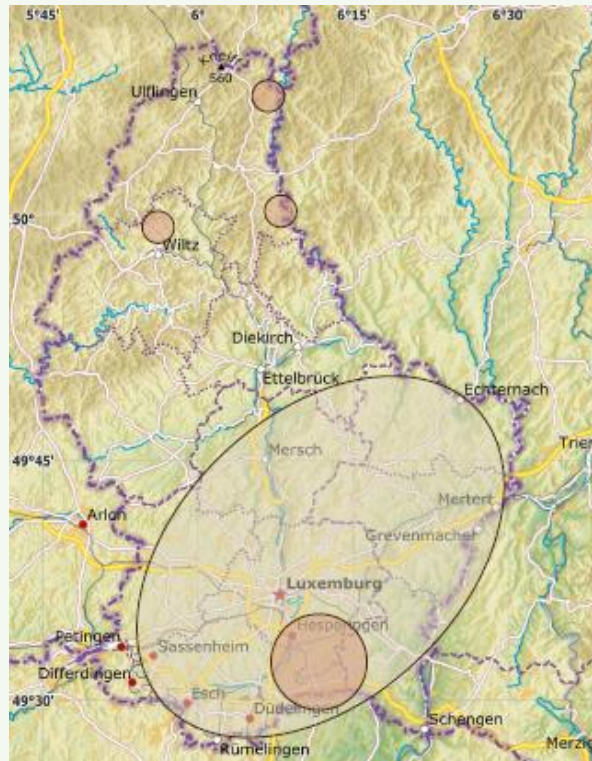 5°45' 6° 6°15' 6°30'
Kneiff
560
Ulflingen
50°
Wiltz
Diekirch
Ettelbrück
Echternach
49°45'
Mersch
Trier
Mertert
Arlon
Grevenmacher
Luxemburg
Hesperingen
Petingen
Sassenheim
Differdingen
49°30'
Esch
Düdelingen
Schengen
Rümelingen
Merzig